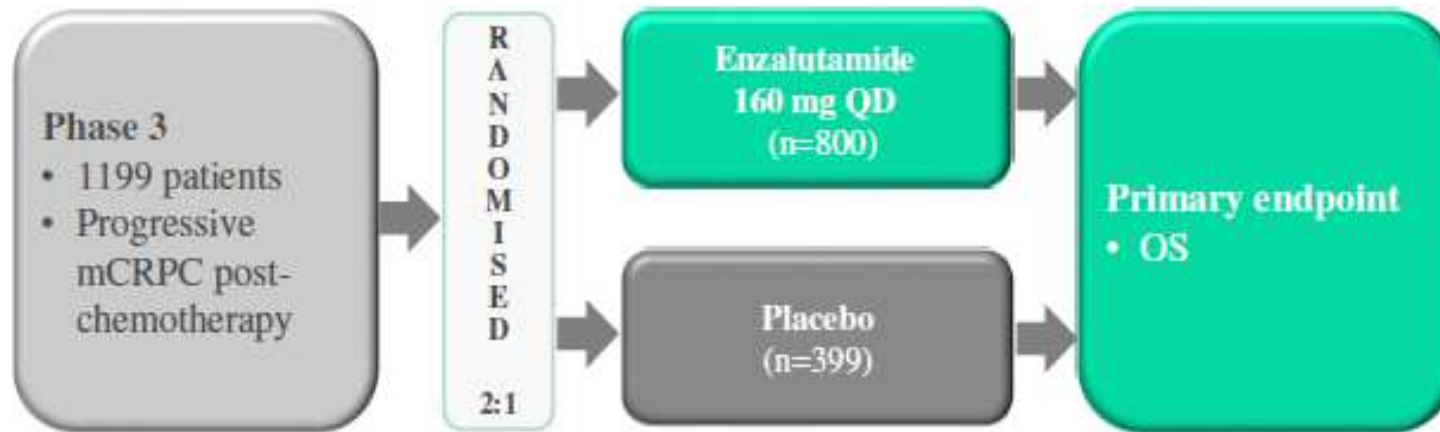 Phase 3
• 1199 patients
• Progressive
mCRPC post-
chemotherapy
RANDOMISED
2:1
Enzalutamide
160 mg QD
(n=800)
Placebo
(n=399)
Primary endpoint
• OS